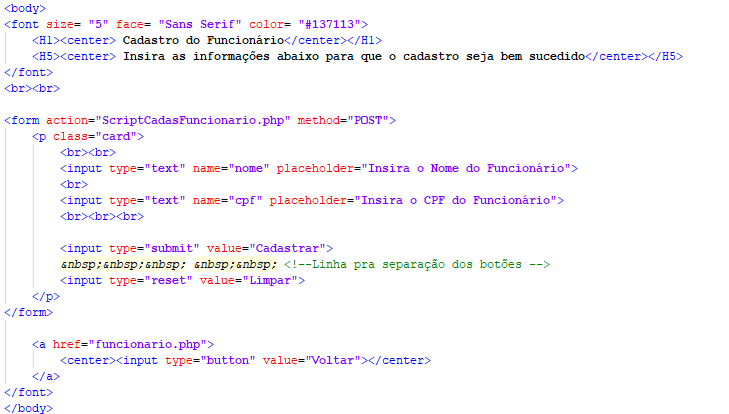 <body>
<font size= "5" face= "Sans Serif" color= "#137113">
<H1><center> Cadastro do Funcionário</center></H1>
<H5><center> Insira as informações abaixo para que o cadastro seja bem sucedido</center></H5>
</font>
<br><br>
<form action="ScriptCadasFuncionario.php" method="POST">
<p class="card">
<br><br>
<input type="text" name="nome" placeholder="Insira o Nome do Funcionário">
<br>
<input type="text" name="cpf" placeholder="Insira o CPF do Funcionário">
<br><br><br>
<input type="submit" value="Cadastrar">
&nbsp;&nbsp;&nbsp; &nbsp;&nbsp; <!--Linha pra separação dos botões -->
<input type="reset" value="Limpar">
</p>
</form>
<a href="funcionario.php">
<center><input type="button" value="Voltar"></center>
</a>
</font>
</body>